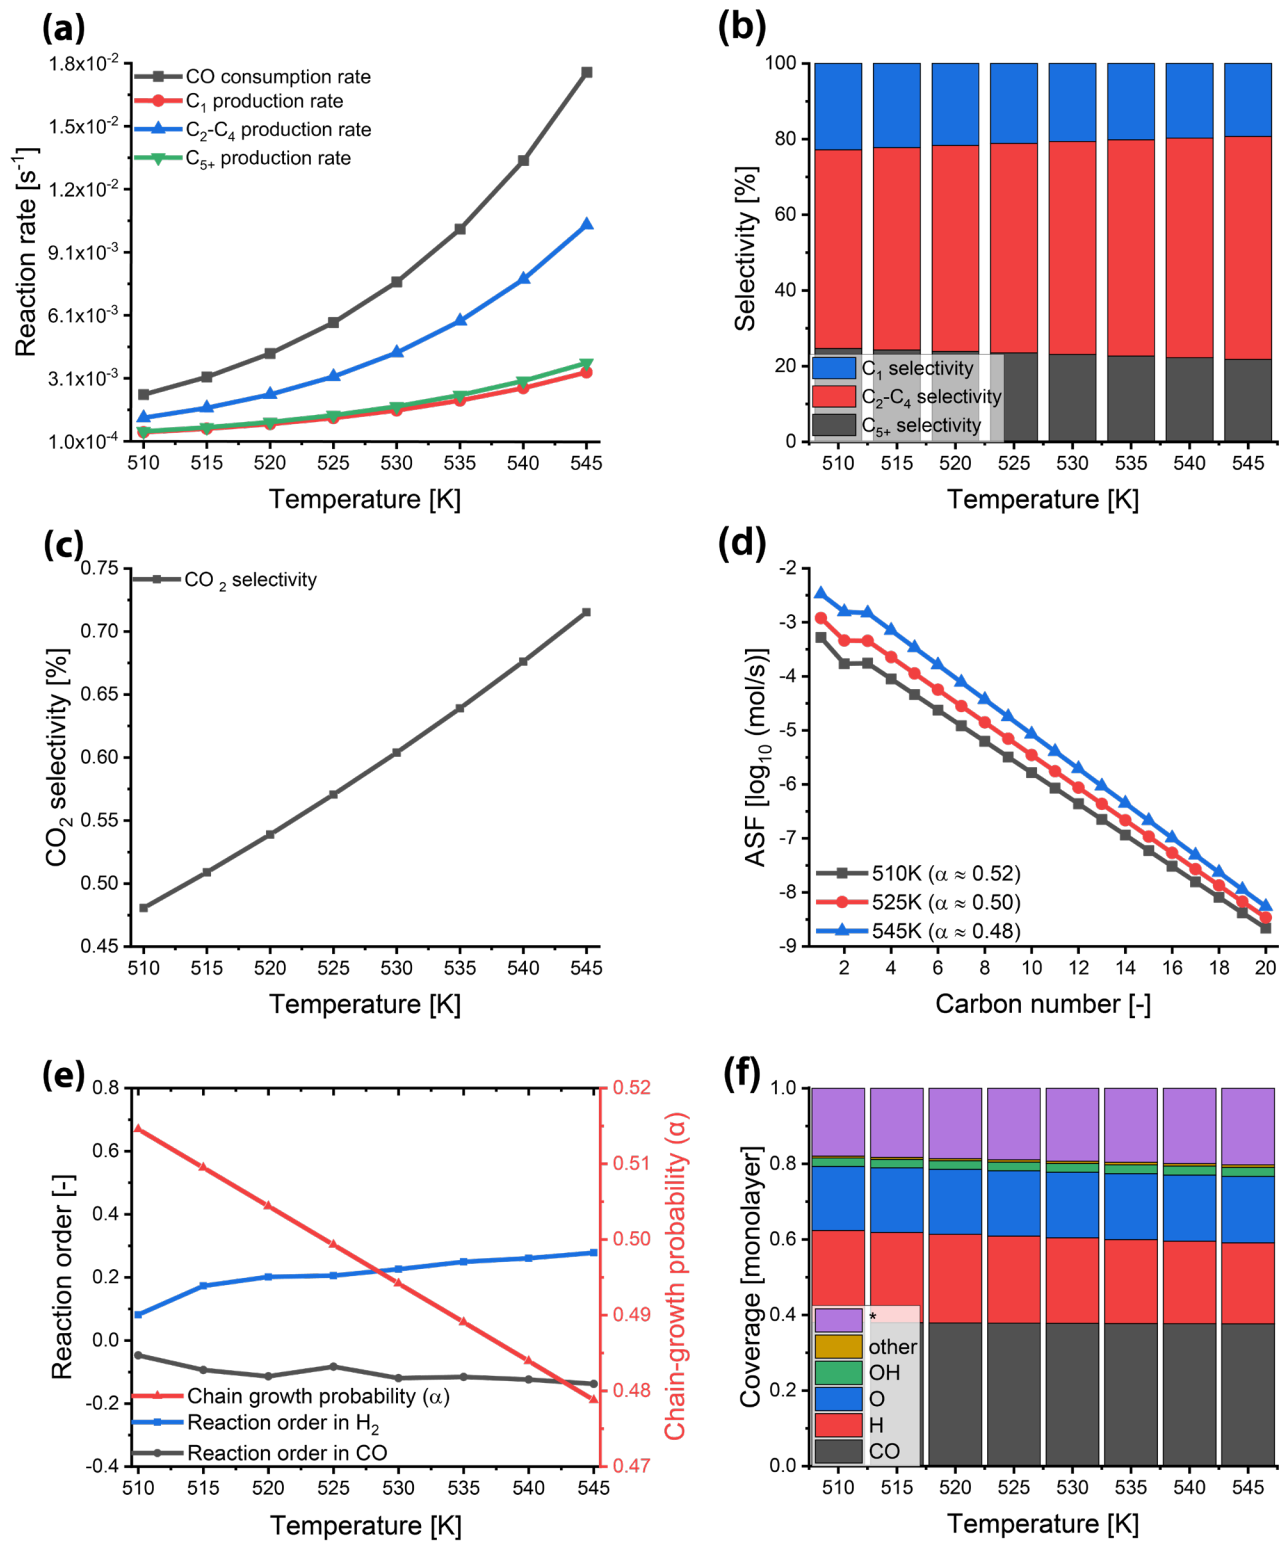 (a)
CO consumption rate
C₁ production rate
C₂-C₄ production rate
C₅₊ production rate
1.8x10⁻²
1.5x10⁻²
1.2x10⁻²
9.1x10⁻³
6.1x10⁻³
3.1x10⁻³
1.0x10⁻⁴
Reaction rate [s⁻¹]
510 515 520 525 530 535 540 545
Temperature [K]
(b)
100
80
60
40
20
0
Selectivity [%]
C₁ selectivity
C₂-C₄ selectivity
C₅₊ selectivity
510 515 520 525 530 535 540 545
Temperature [K]
(c)
CO ₂ selectivity
0.75
0.70
0.65
0.60
0.55
0.50
0.45
CO₂ selectivity [%]
510 515 520 525 530 535 540 545
Temperature [K]
(d)
-2
-3
-4
-5
-6
-7
-8
-9
ASF [log₁₀ (mol/s)]
510K (α ≈ 0.52)
525K (α ≈ 0.50)
545K (α ≈ 0.48)
2 4 6 8 10 12 14 16 18 20
Carbon number [-]
(e)
0.8
0.6
0.4
0.2
0.0
-0.2
-0.4
Reaction order [-]
Chain growth probability (α)
Reaction order in H₂
Reaction order in CO
0.52
0.51
0.50
0.49
0.48
0.47
Chain-growth probability (α)
510 515 520 525 530 535 540 545
Temperature [K]
(f)
1.0
0.8
0.6
0.4
0.2
0.0
Coverage [monolayer]
*
other
OH
O
H
CO
510 515 520 525 530 535 540 545
Temperature [K]